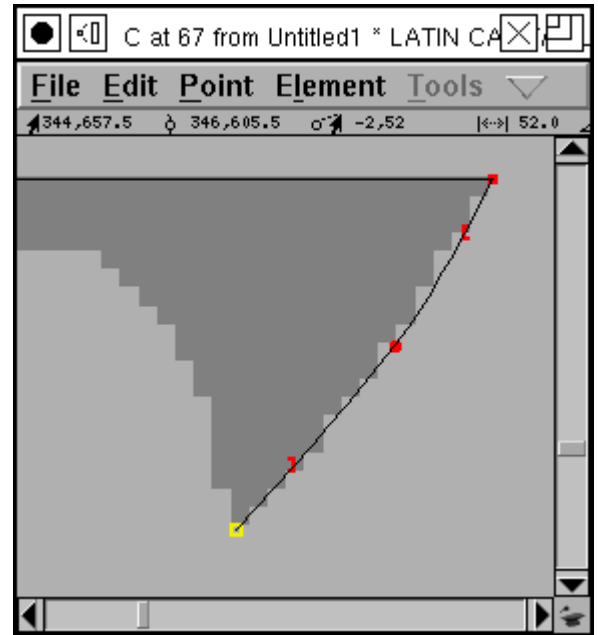 C at 67 from Untitled1 * LATIN CA
File Edit Point Element Tools
344,657.5 346,605.5 -2,52 52.0